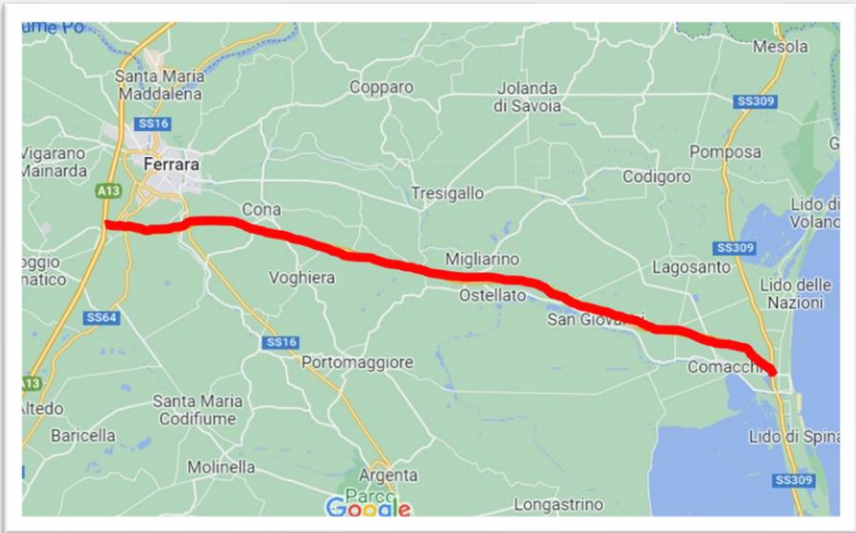 ume Po
Mesola
Santa Maria
Maddalena
Copparo
Jolanda
di Savoia
SS309
SS16
Vigarano
Mainarda
Ferrara
Pomposa
G
A13
Codigoro
Tresigallo
Lido di
Volano
Cona
SS309
oggio
natico
Migliarino
Lagosanto
Voghiera
Lido delle
Nazioni
Ostellato
SS64
San Giovanni
SS16
Portomaggiore
Comacchi
A13
Altedo
Santa Maria
Codifiume
Baricella
Lido di Spina
Molinella
Argenta
SS309
Parco
Google
Longastrino